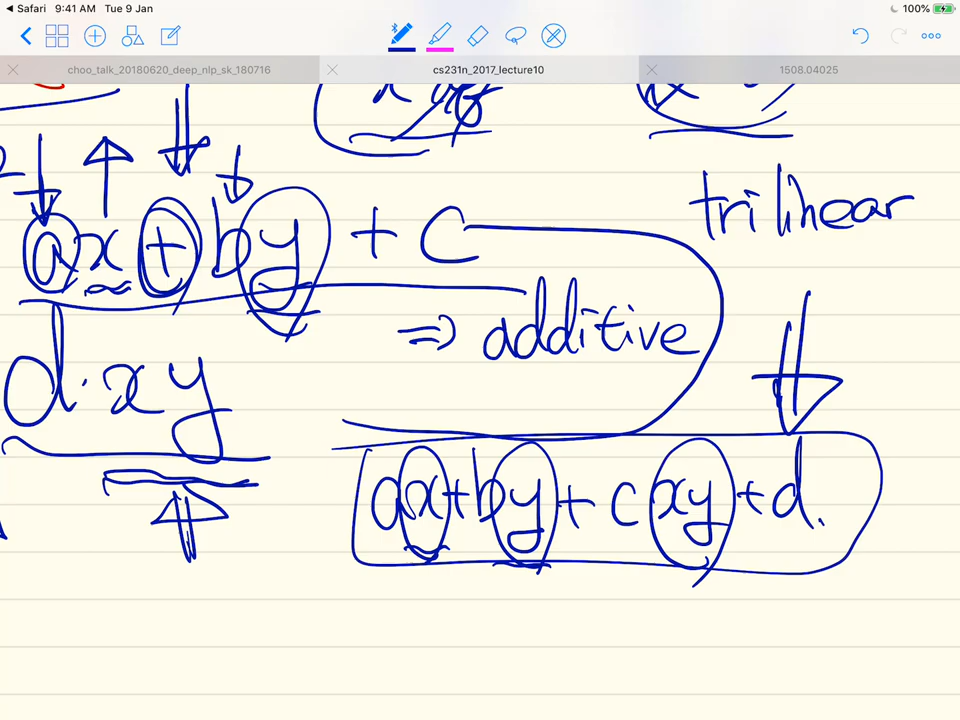 Safari 9:41 AM Tue 9 Jan 100%
choo_talk_20180620_deep_nlp_sk_180716 cs231n_2017_lecture10 1508.04025
trilinear
ax + by + c
⇒ additive
d·xy
ax+by+cxy+d.